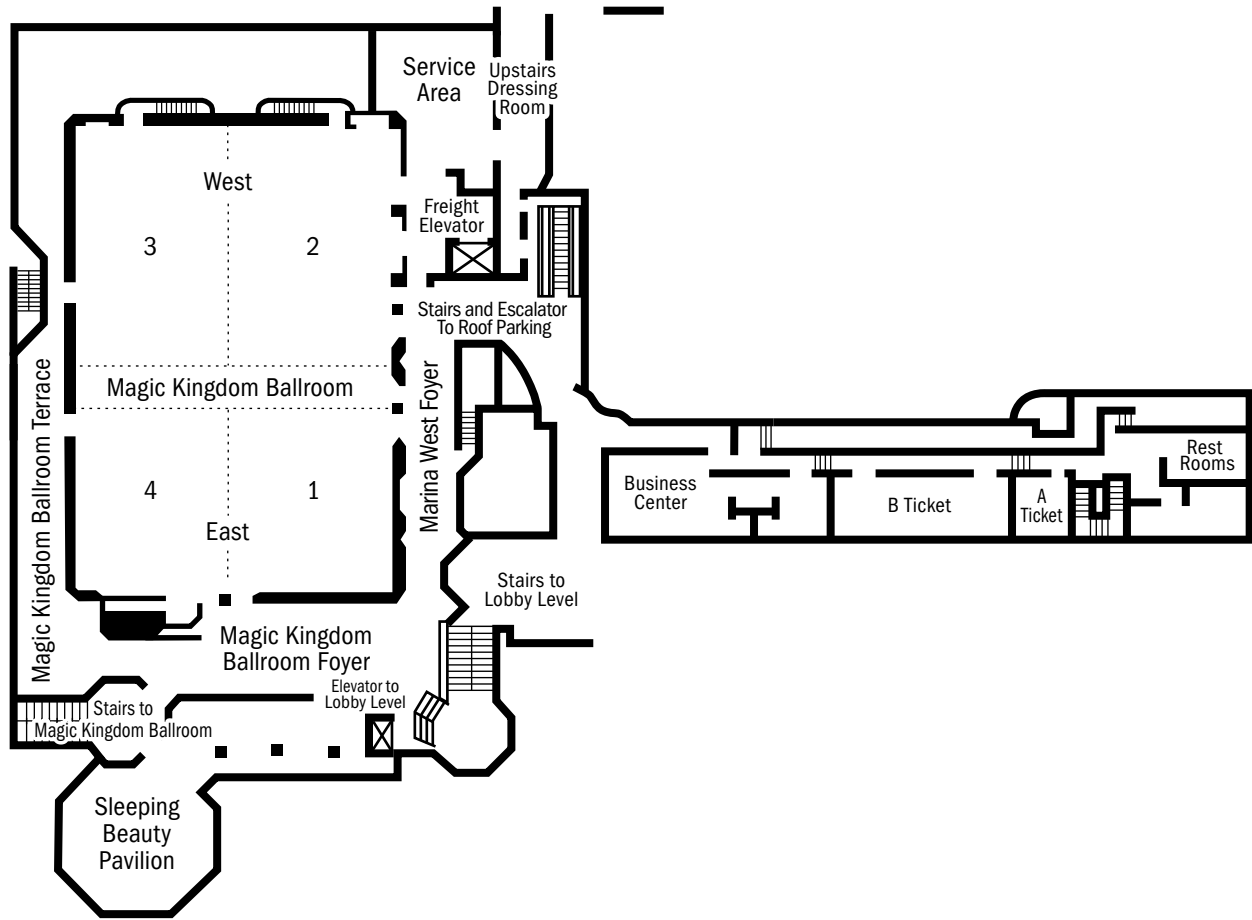 Service
Area
Upstairs
Dressing
Room
West
Freight
Elevator
3
2
Stairs and Escalator
To Roof Parking
Magic Kingdom Ballroom
Magic Kingdom Ballroom Terrace
Marina West Foyer
4
1
East
Business
Center
B Ticket
A
Ticket
Rest
Rooms
Stairs to
Lobby Level
Magic Kingdom
Ballroom Foyer
Elevator to
Lobby Level
Stairs to
Magic Kingdom Ballroom
Sleeping
Beauty
Pavilion